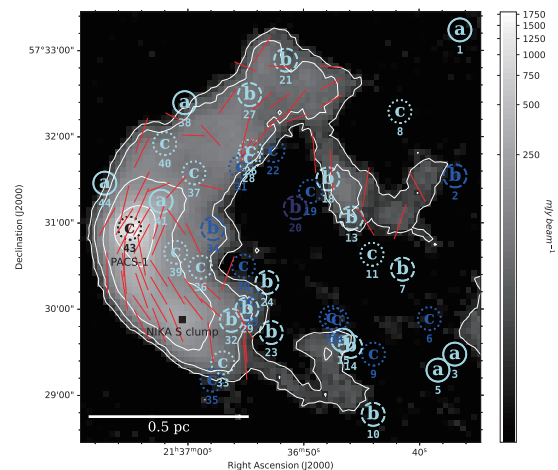 57°33'00"
32'00"
31'00"
30'00"
29'00"
Declination (J2000)
21ʰ37ᵐ00ˢ
36ᵐ50ˢ
40ˢ
Right Ascension (J2000)
1750
1500
1250
1000
750
500
250
mJy beam⁻¹
a
1
b
21
b
27
a
38
c
8
c
40
c
28
c
22
c
37
a
44
b
c
19
b
20
b
2
b
13
c
43
PACS-1
c
39
c
36
c
11
b
7
b
24
NIKA S clump
b
29
b
32
b
23
c
6
b
14
c
9
a
3
a
5
c
33
35
b
10
0.5 pc